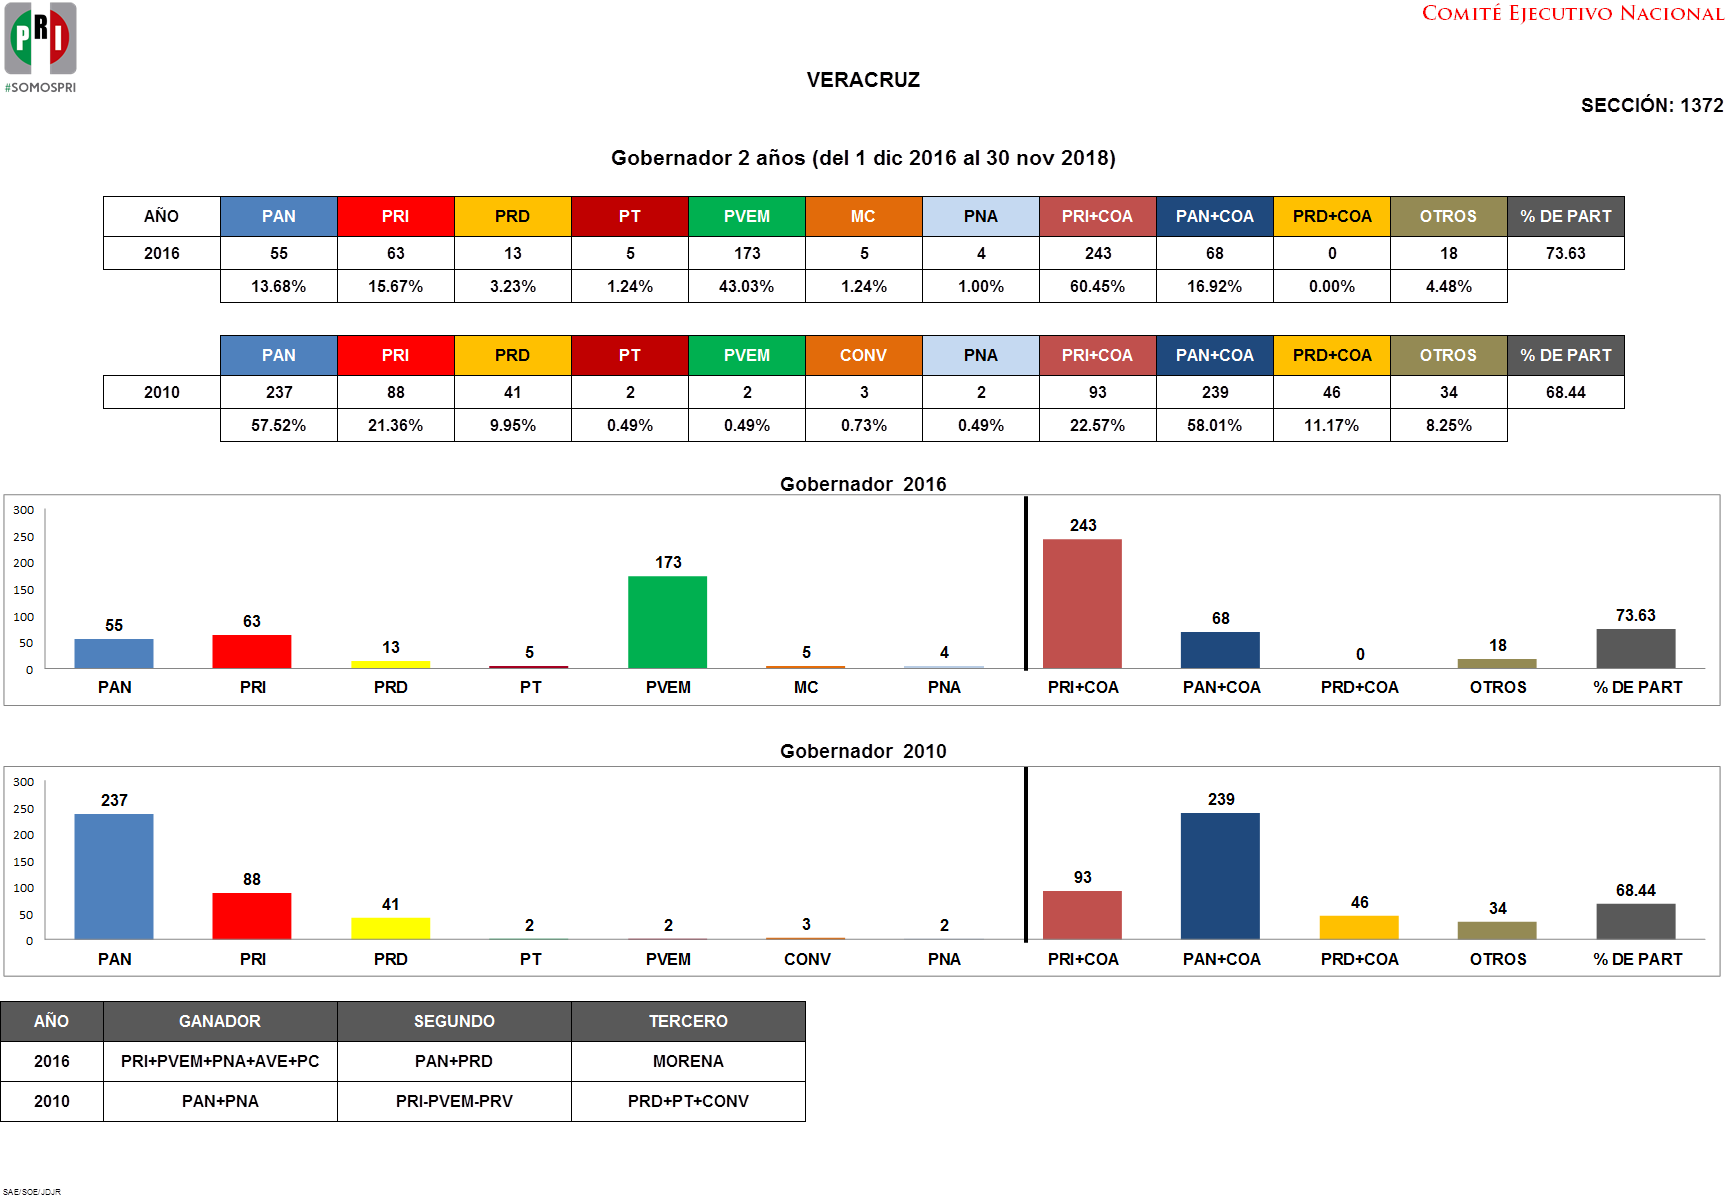 PRI
#SOMOSPRI
COMITÉ EJECUTIVO NACIONAL
VERACRUZ
SECCIÓN: 1372
Gobernador 2 años (del 1 dic 2016 al 30 nov 2018)
AÑO PAN PRI PRD PT PVEM MC PNA PRI+COA PAN+COA PRD+COA OTROS % DE PART
2016 55 63 13 5 173 5 4 243 68 0 18 73.63
13.68% 15.67% 3.23% 1.24% 43.03% 1.24% 1.00% 60.45% 16.92% 0.00% 4.48%
PAN PRI PRD PT PVEM CONV PNA PRI+COA PAN+COA PRD+COA OTROS % DE PART
2010 237 88 41 2 2 3 2 93 239 46 34 68.44
57.52% 21.36% 9.95% 0.49% 0.49% 0.73% 0.49% 22.57% 58.01% 11.17% 8.25%
Gobernador 2016
300
250
200
150
100
50
0
55 63 13 5 173 5 4 243 68 0 18 73.63
PAN PRI PRD PT PVEM MC PNA PRI+COA PAN+COA PRD+COA OTROS % DE PART
Gobernador 2010
300
250
200
150
100
50
0
237 88 41 2 2 3 2 93 239 46 34 68.44
PAN PRI PRD PT PVEM CONV PNA PRI+COA PAN+COA PRD+COA OTROS % DE PART
AÑO GANADOR SEGUNDO TERCERO
2016 PRI+PVEM+PNA+AVE+PC PAN+PRD MORENA
2010 PAN+PNA PRI-PVEM-PRV PRD+PT+CONV
SAE/SOE/JDJR